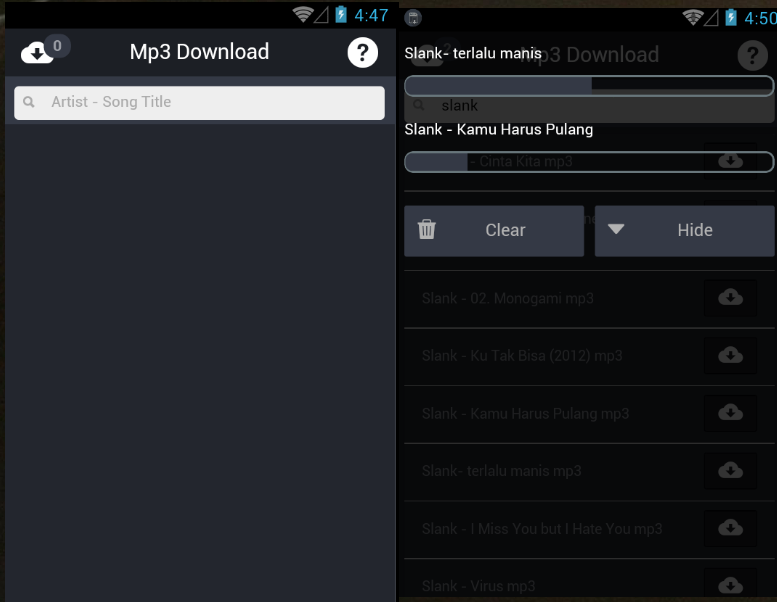 4:47
0
Mp3 Download
?
Artist - Song Title
4:50
Mp3 Download
?
Slank- terlalu manis
slank
Slank - Kamu Harus Pulang
- Cinta Kita mp3
Clear
Hide
Slank - 02. Monogami mp3
Slank - Ku Tak Bisa (2012) mp3
Slank - Kamu Harus Pulang mp3
Slank- terlalu manis mp3
Slank - I Miss You but I Hate You mp3
Slank - Virus mp3